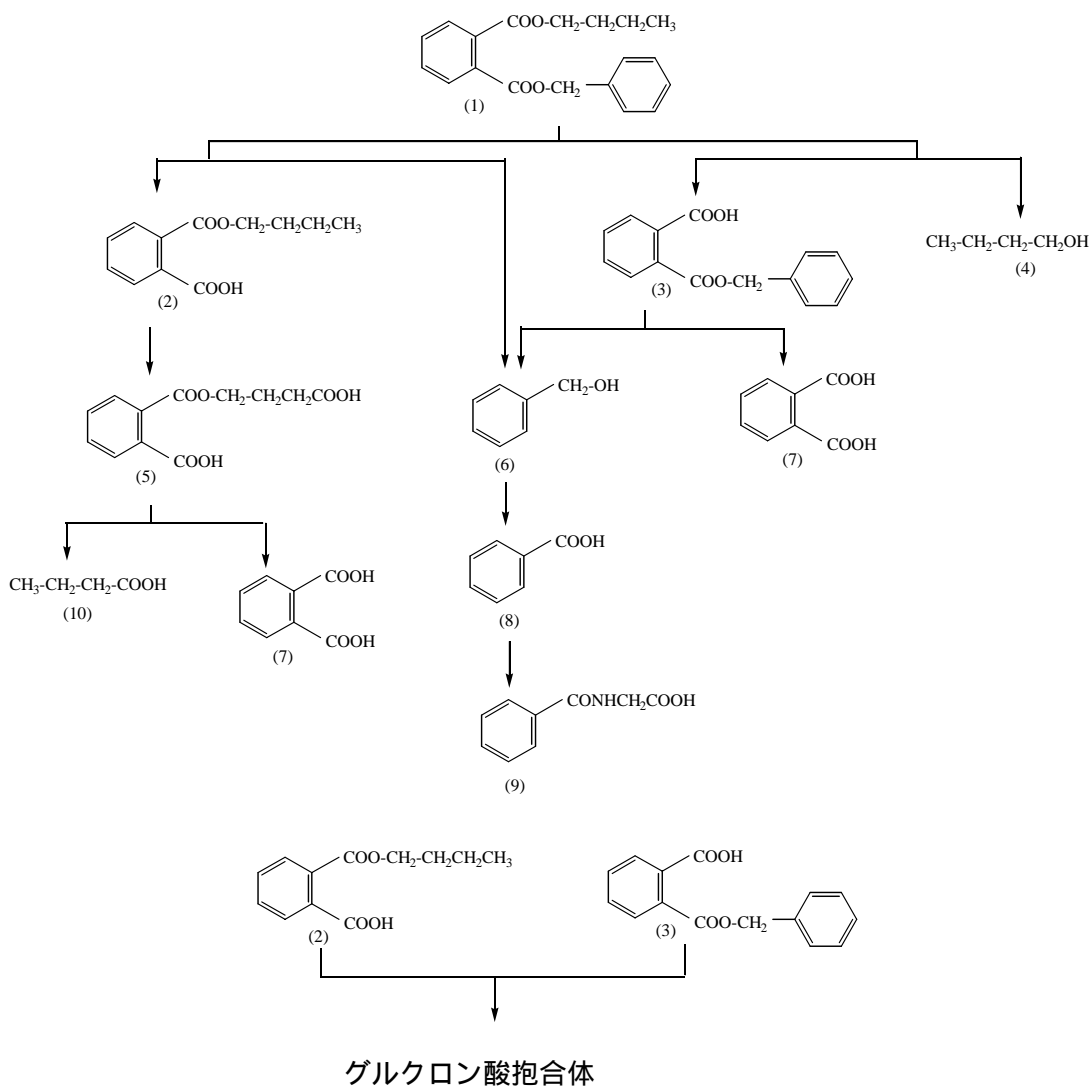 COO-CH₂-CH₂CH₂CH₃
COO-CH₂
(1)
COO-CH₂-CH₂CH₂CH₃
COOH
(2)
COOH
COO-CH₂
(3)
CH₃-CH₂-CH₂-CH₂OH
(4)
COO-CH₂-CH₂CH₂COOH
COOH
(5)
CH₂-OH
(6)
COOH
COOH
(7)
CH₃-CH₂-CH₂-COOH
(10)
COOH
COOH
(7)
COOH
(8)
CONHCH₂COOH
(9)
COO-CH₂-CH₂CH₂CH₃
COOH
(2)
COOH
COO-CH₂
(3)
グルクロン酸抱合体